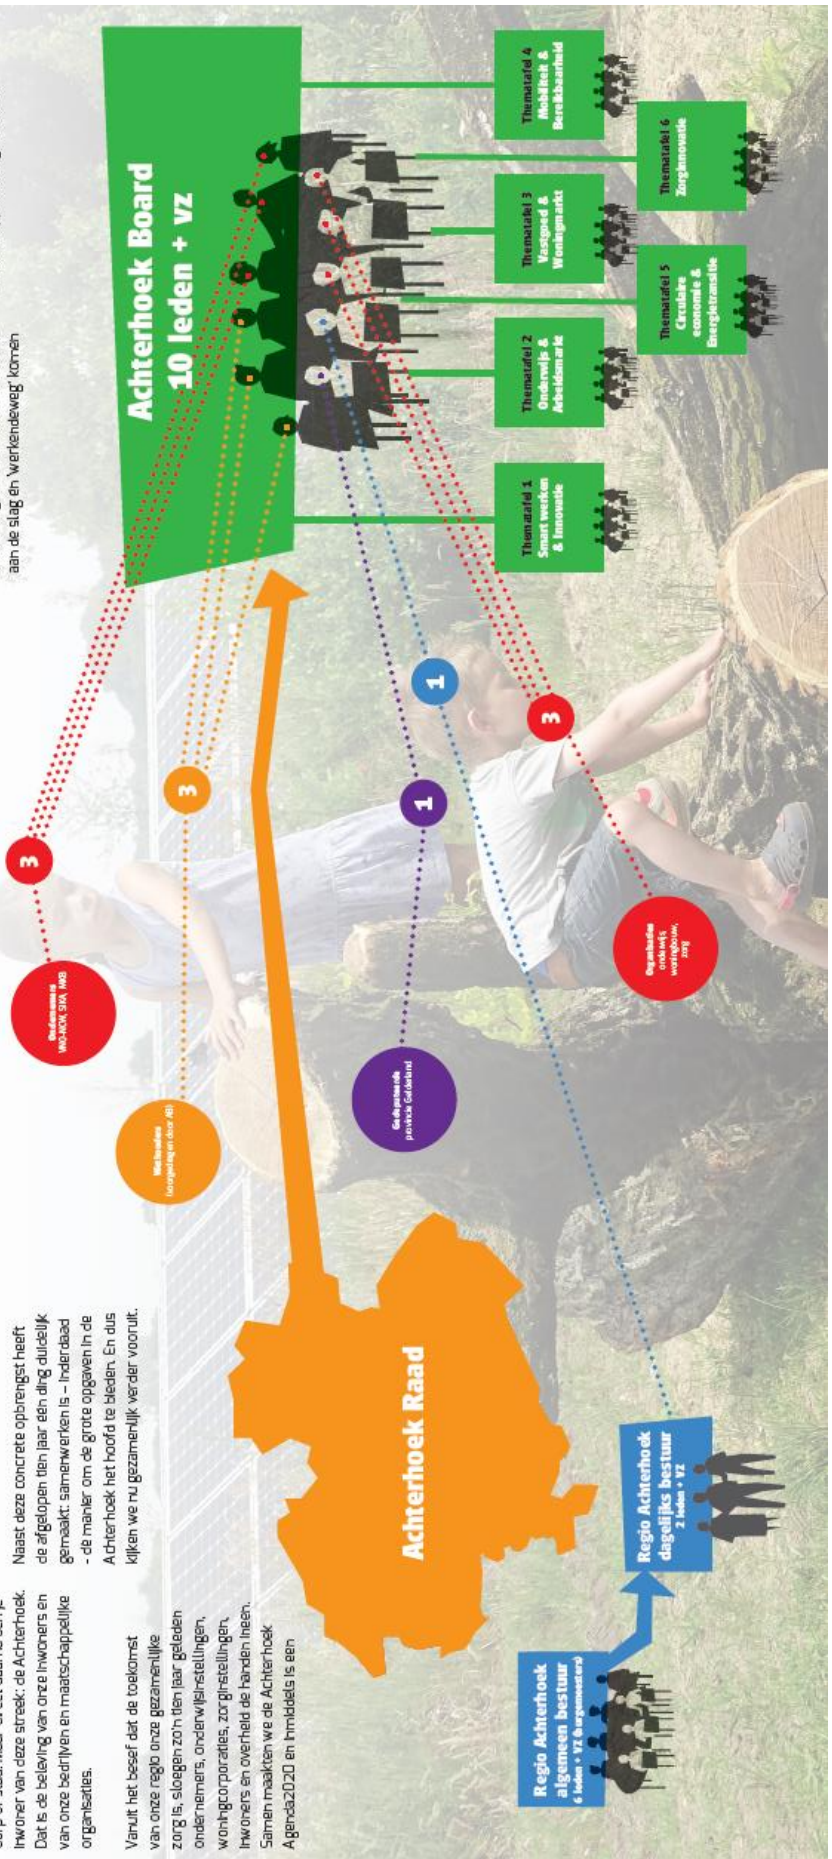 Inwoner van deze streek: de Achterhoek.
Dat is de beleving van onze inwoners en
van onze bedrijven en maatschappelijke
organisaties.
Vanuit het besef dat de toekomst
van onze regio onze gezamenlijke
zorg is, sloegen zo'n tien jaar geleden
ondernemers, onderwijsinstellingen,
woningcorporaties, zorginstellingen,
inwoners en overheid de handen ineen.
Samen maakten we de Achterhoek
Agenda2020 en inmiddels is een
Naast deze concrete opbrengst heeft
de afgelopen tien jaar één ding duidelijk
gemaakt: samenwerken is – inderdaad
- de manier om de grote opgaven in de
Achterhoek het hoofd te bieden. En dus
kijken we nu gezamenlijk verder vooruit.
aan de slag en 'werkendeweg' komen
Ondernemers
VNO-NCW, SIKA, MKB
3
Wethouders
(voorgedragen door AB)
3
Gedeputeerde
provincie Gelderland
1
1
Organisaties
onderwijs,
woningbouw,
zorg
3
Achterhoek Raad
Regio Achterhoek
algemeen bestuur
6 leden + VZ (burgemeesters)
Regio Achterhoek
dagelijks bestuur
2 leden + VZ
Achterhoek Board
10 leden + vz
Thematafel 1
Smart werken
& Innovatie
Thematafel 2
Onderwijs &
Arbeidsmarkt
Thematafel 3
Vastgoed &
Woningmarkt
Thematafel 4
Mobiliteit &
Bereikbaarheid
Thematafel 5
Circulaire
economie &
Energietransitie
Thematafel 6
Zorginnovatie